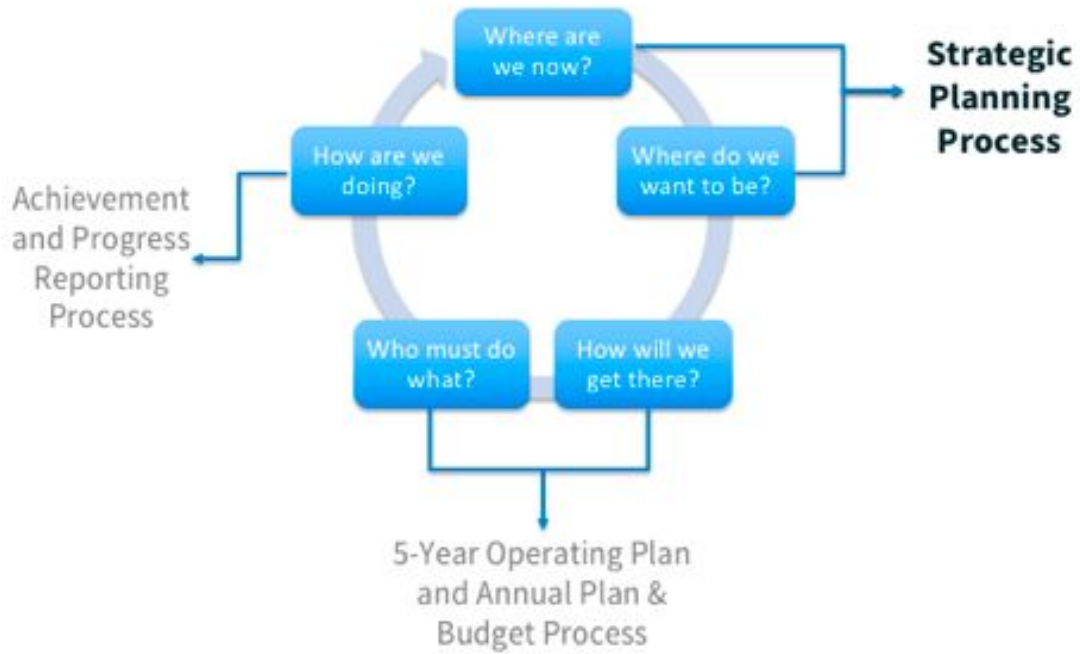 Where are
we now?
Strategic
Planning
Process
Where do we
want to be?
How are we
doing?
Achievement
and Progress
Reporting
Process
Who must do
what?
How will we
get there?
5-Year Operating Plan
and Annual Plan &
Budget Process